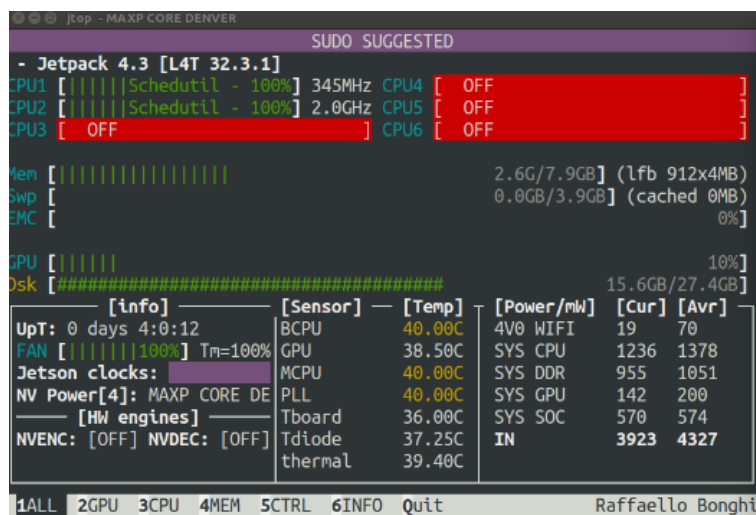 jtop - MAXP CORE DENVER
SUDO SUGGESTED
- Jetpack 4.3 [L4T 32.3.1]
CPU1 [||||||Schedutil - 100%] 345MHz CPU4 [ OFF ]
CPU2 [||||||Schedutil - 100%] 2.0GHz CPU5 [ OFF ]
CPU3 [ OFF ] CPU6 [ OFF ]
Mem [||||||||||||||||| 2.6G/7.9GB] (lfb 912x4MB)
Swp [ 0.0GB/3.9GB] (cached 0MB)
EMC [ 0%]
GPU [|||||| 10%]
Dsk [####################################### 15.6GB/27.4GB]
[info] [Sensor] [Temp] [Power/mW] [Cur] [Avr]
UpT: 0 days 4:0:12 BCPU 40.00C 4V0 WIFI 19 70
FAN [|||||||100%] Tm=100% GPU 38.50C SYS CPU 1236 1378
Jetson clocks: MCPU 40.00C SYS DDR 955 1051
NV Power[4]: MAXP CORE DE PLL 40.00C SYS GPU 142 200
[HW engines] Tboard 36.00C SYS SOC 570 574
NVENC: [OFF] NVDEC: [OFF] Tdiode 37.25C IN 3923 4327
thermal 39.40C
1ALL 2GPU 3CPU 4MEM 5CTRL 6INFO Quit Raffaello Bonghi